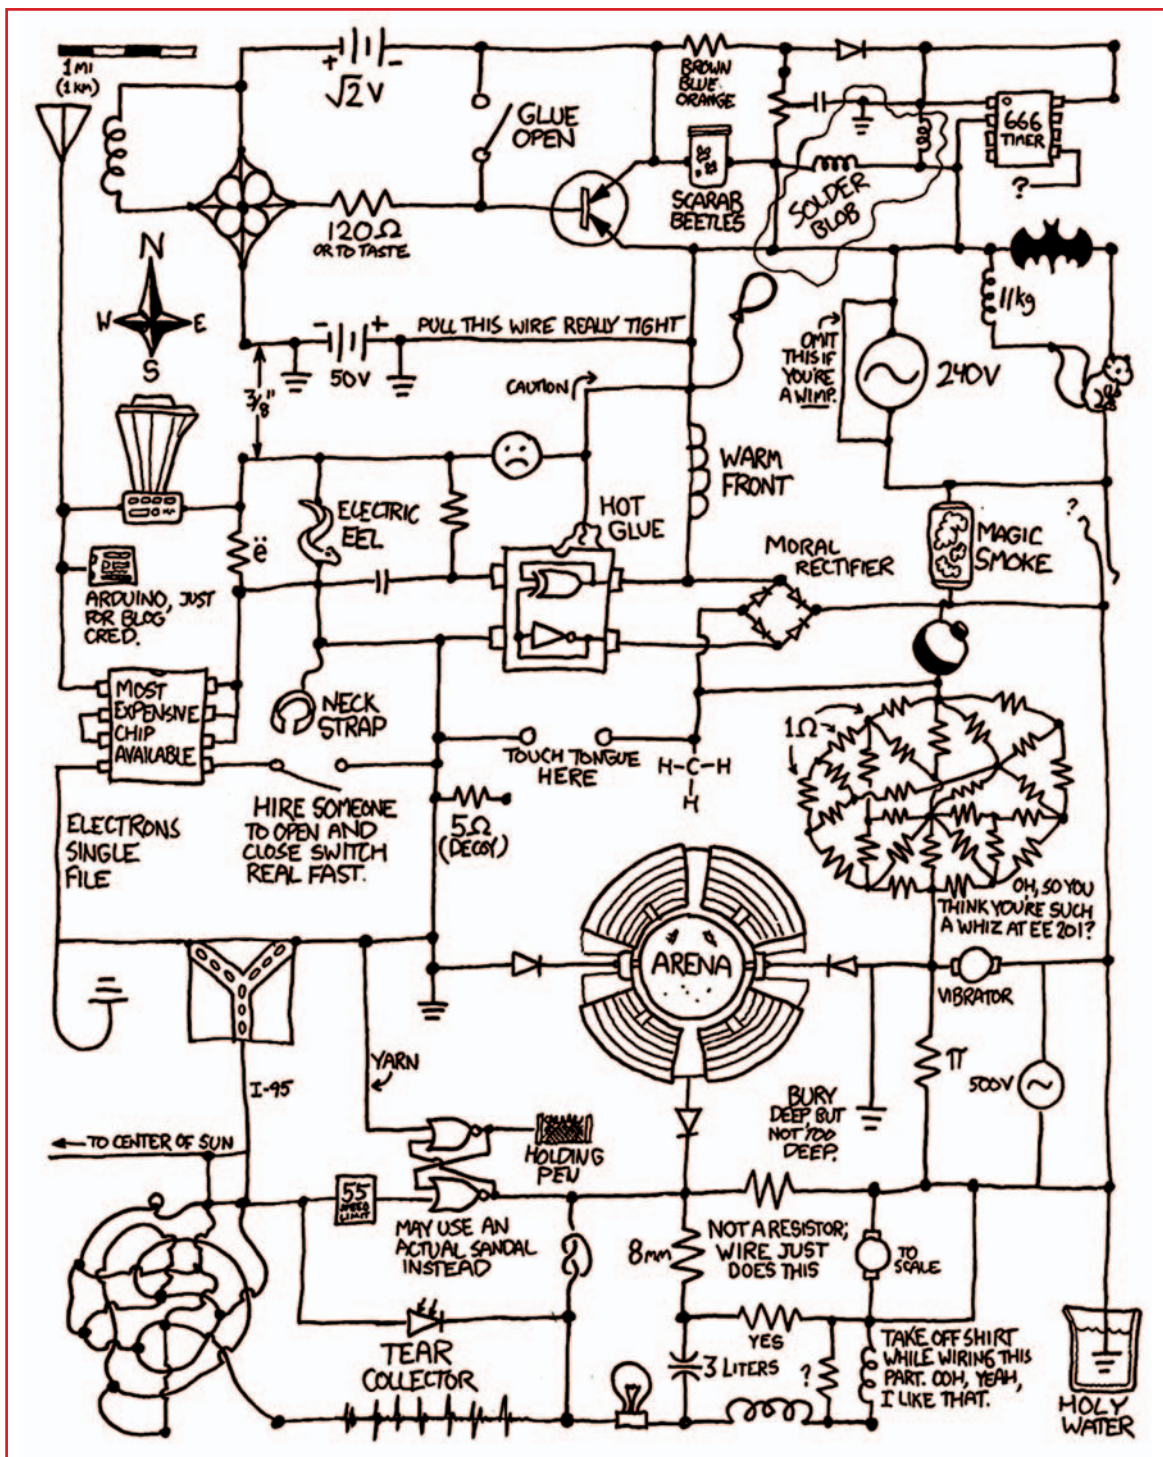 1 MI
(1 KM)
+ -
√2 V
GLUE
OPEN
BROWN
BLUE
ORANGE
666
TIMER
?
SCARAB
BEETLES
SOLDER
BLOB
120Ω
OR TO TASTE
N
W E
S
- +
50V
PULL THIS WIRE REALLY TIGHT
3/8"
CAUTION
OMIT
THIS IF
YOU'RE
A WIMP.
240V
11kg
ELECTRIC
EEL
ë
HOT
GLUE
WARM
FRONT
MORAL
RECTIFIER
MAGIC
SMOKE
?
ARDUINO, JUST
FOR BLOG
CRED.
MOST
EXPENSIVE
CHIP
AVAILABLE
NECK
STRAP
TOUCH TONGUE
HERE
H-C-H
H
1Ω
HIRE SOMEONE
TO OPEN AND
CLOSE SWITCH
REAL FAST.
5Ω
(DECOY)
ELECTRONS
SINGLE
FILE
OH, SO YOU
THINK YOU'RE SUCH
A WHIZ AT EE 201?
ARENA
VIBRATOR
π
500V
YARN
I-95
BURY
DEEP, BUT
NOT TOO
DEEP.
TO CENTER OF SUN
HOLDING
PEN
55
SPEED
LIMIT
MAY USE AN
ACTUAL SANDAL
INSTEAD
8mm
NOT A RESISTOR;
WIRE JUST
DOES THIS
TO
SCALE
TEAR
COLLECTOR
YES
3 LITERS
?
TAKE OFF SHIRT
WHILE WIRING THIS
PART. OOH, YEAH,
I LIKE THAT.
HOLY
WATER